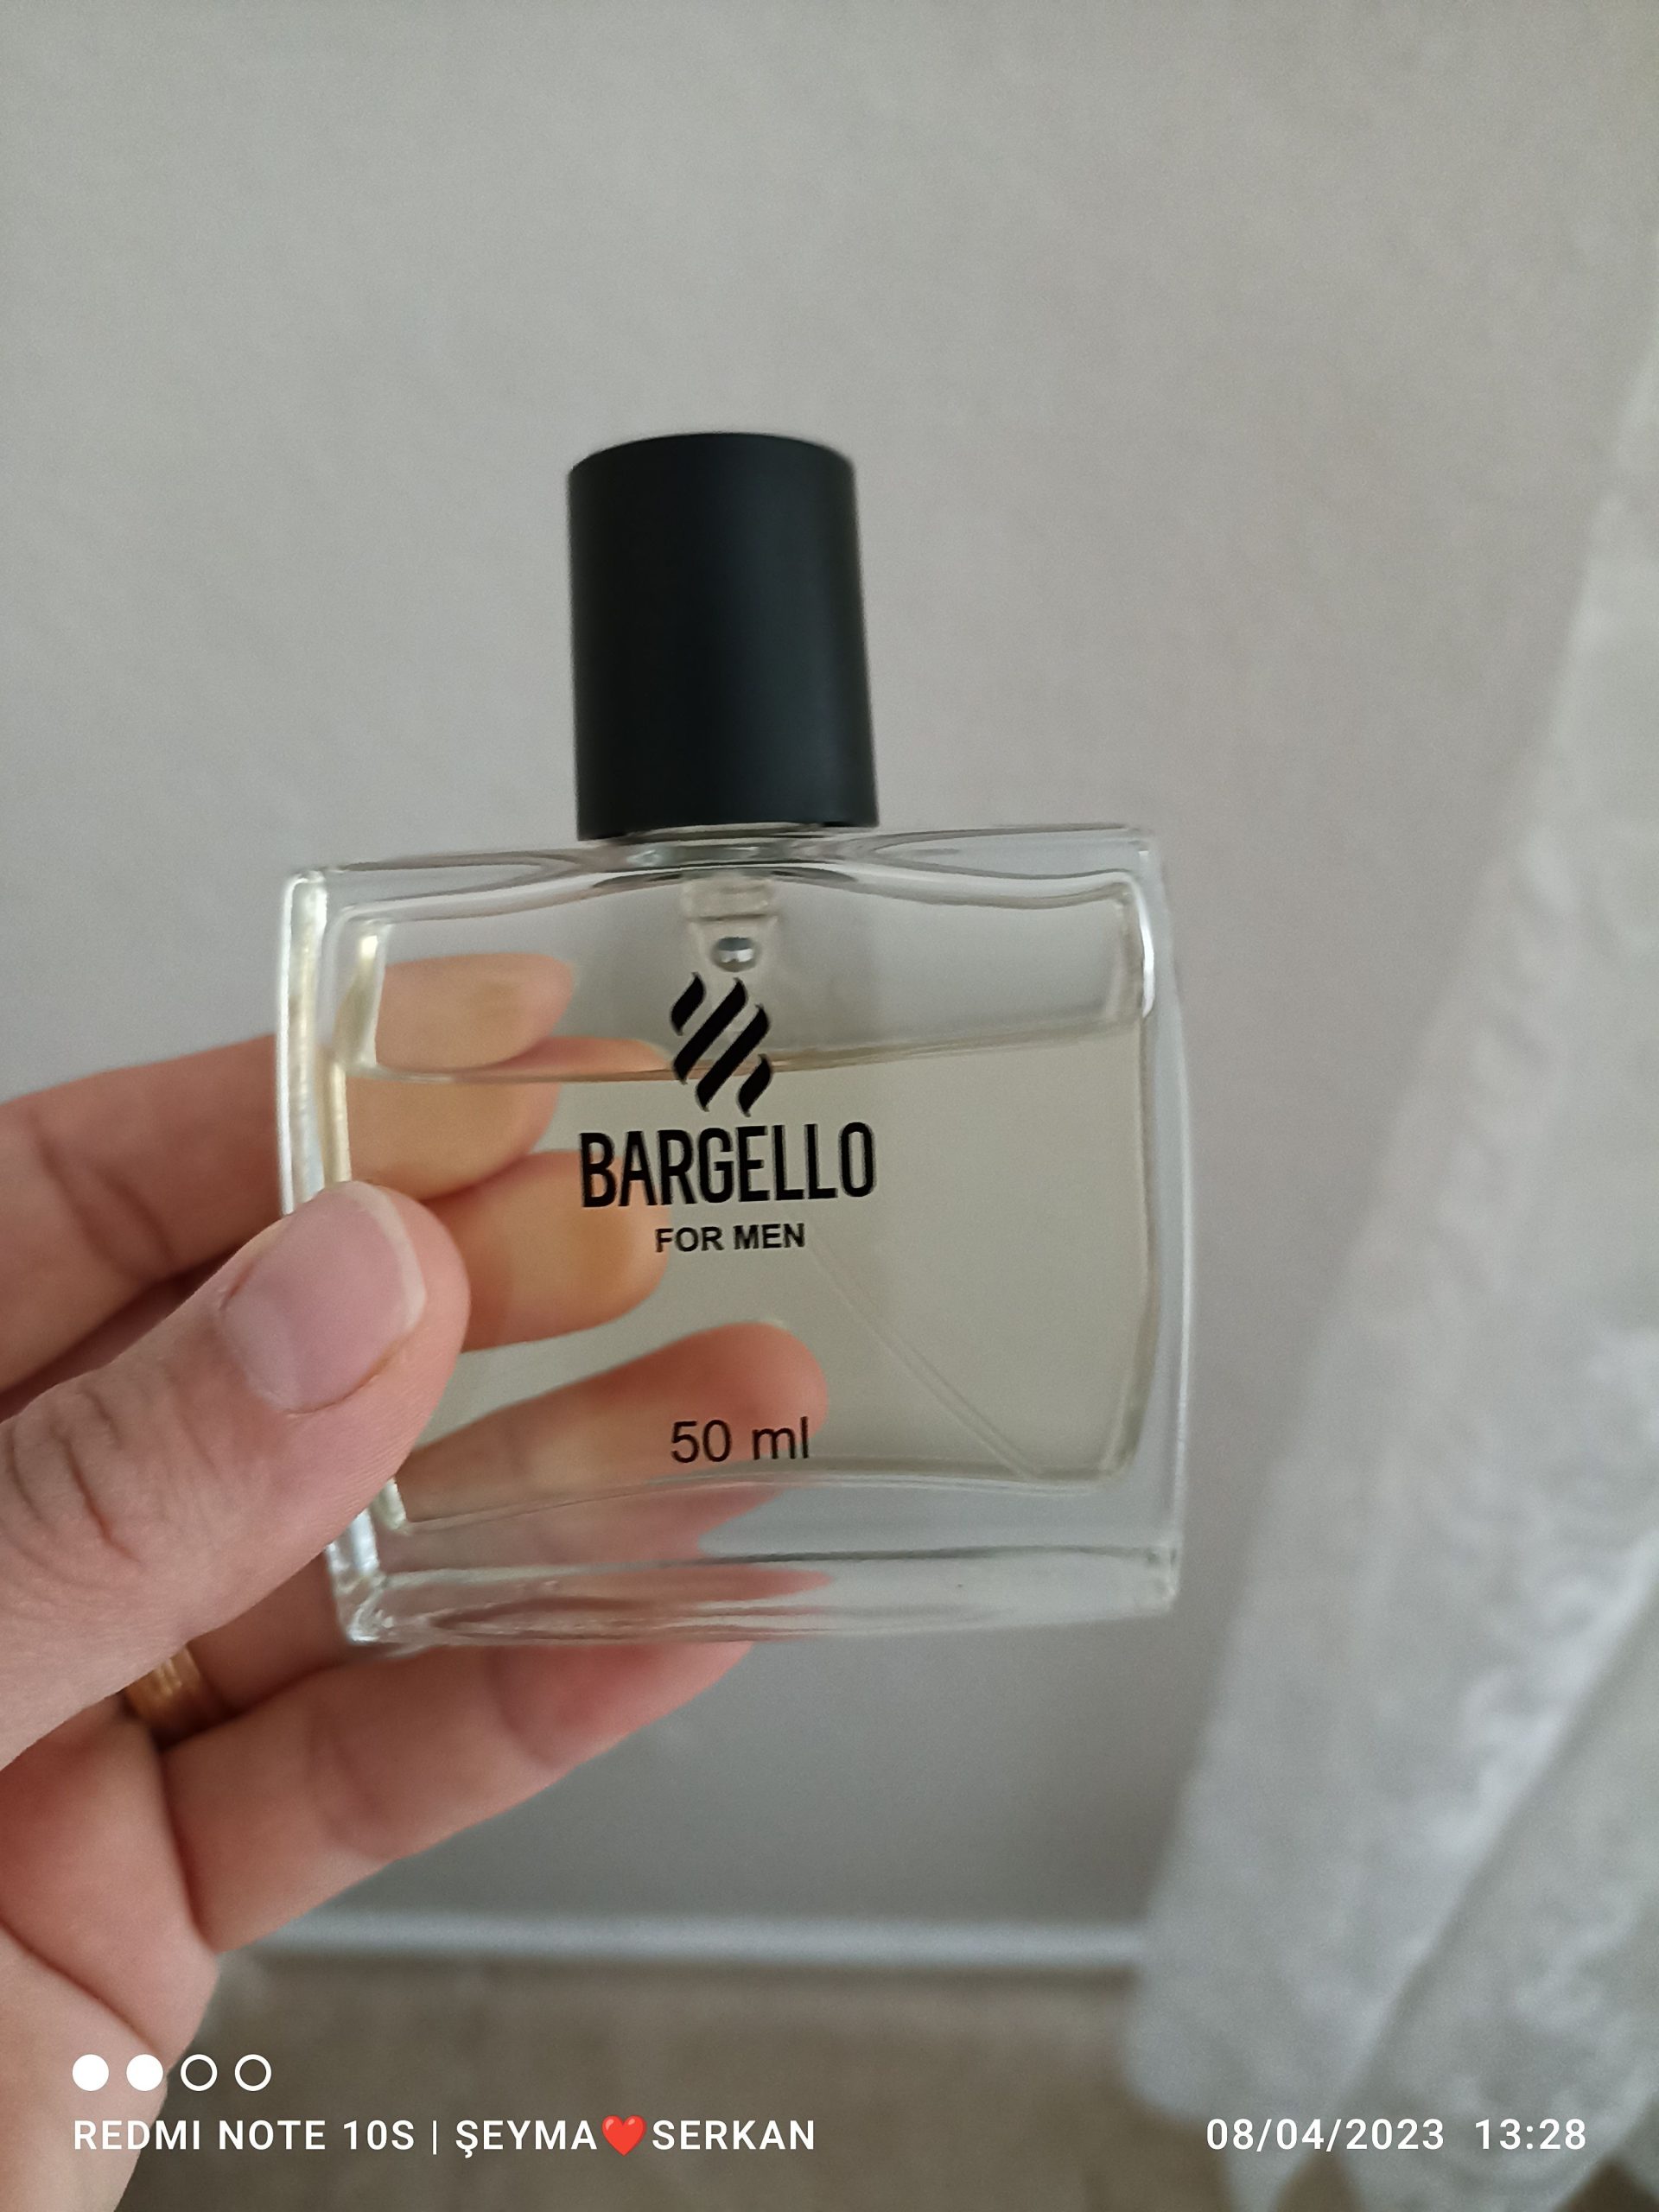 BARGELLO
FOR MEN
50 ml
REDMI NOTE 10S | ŞEYMA❤️SERKAN
08/04/2023 13:28